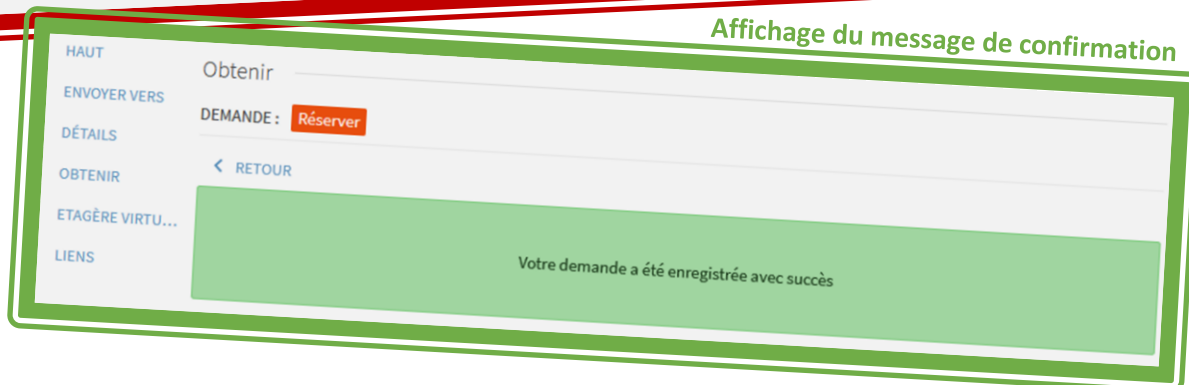 Affichage du message de confirmation
HAUT
ENVOYER VERS
DÉTAILS
OBTENIR
ETAGÈRE VIRTU...
LIENS
Obtenir
DEMANDE : Réserver
RETOUR
Votre demande a été enregistrée avec succès